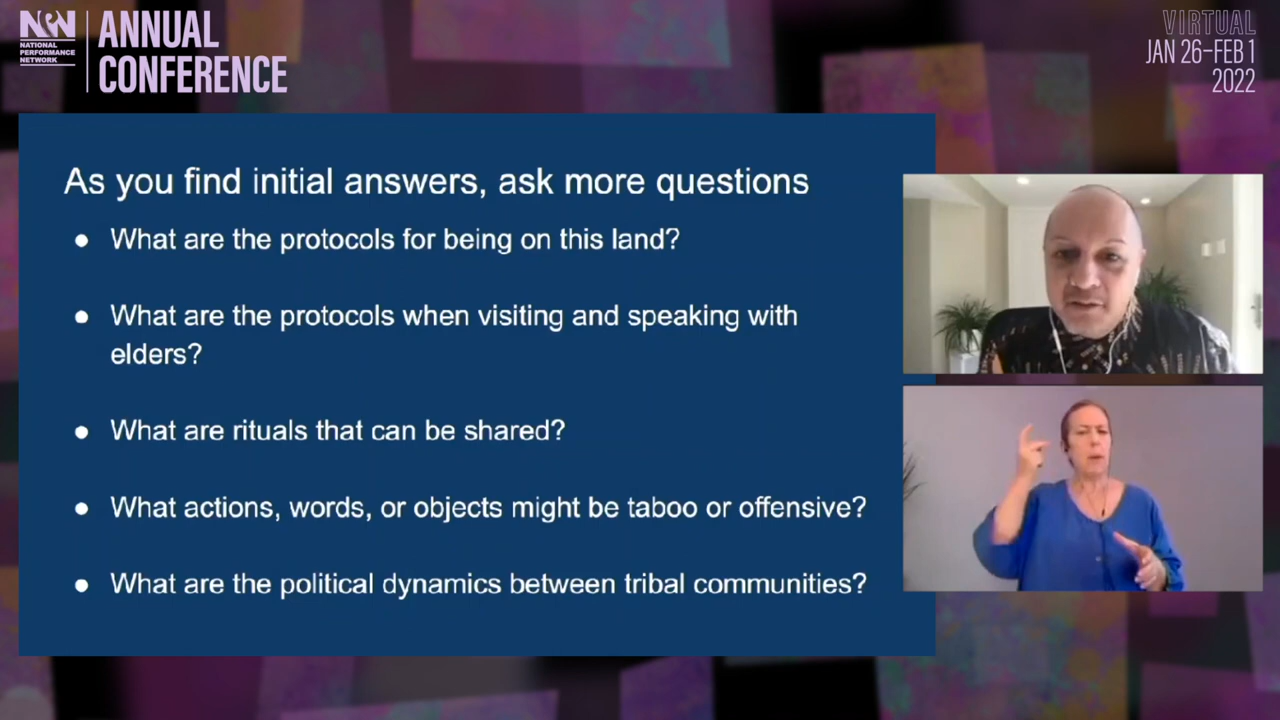 NPN
NATIONAL
PERFORMANCE
NETWORK
ANNUAL
CONFERENCE
VIRTUAL
JAN 26–FEB 1
2022
As you find initial answers, ask more questions
● What are the protocols for being on this land?
● What are the protocols when visiting and speaking with
elders?
● What are rituals that can be shared?
● What actions, words, or objects might be taboo or offensive?
● What are the political dynamics between tribal communities?